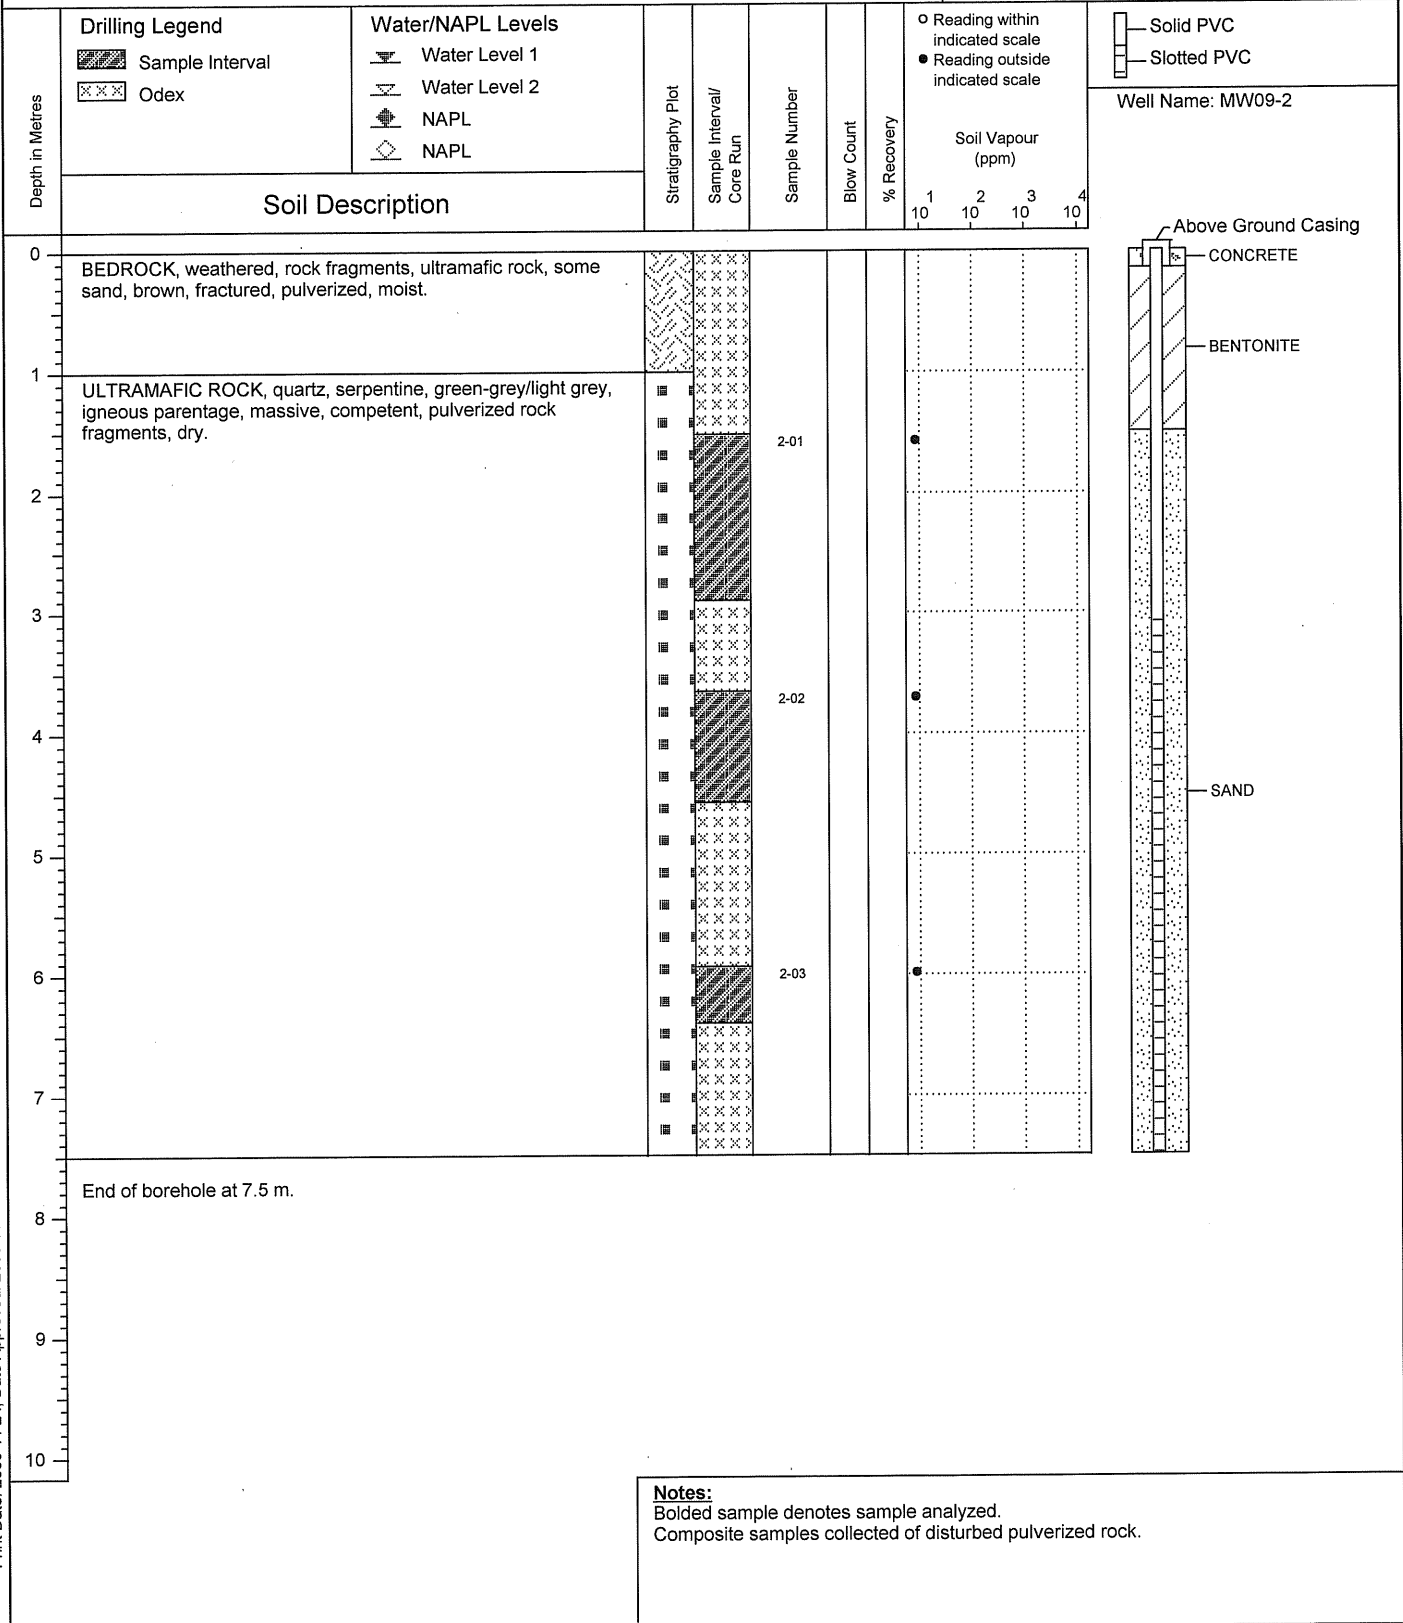 Drilling Legend
Sample Interval
Odex
Water/NAPL Levels
Water Level 1
Water Level 2
NAPL
NAPL
Depth in Metres
Soil Description
Stratigraphy Plot
Sample Interval/
Core Run
Sample Number
Blow Count
% Recovery
Reading within
indicated scale
Reading outside
indicated scale
Soil Vapour
(ppm)
10^1 10^2 10^3 10^4
Solid PVC
Slotted PVC
Well Name: MW09-2
Above Ground Casing
CONCRETE
BENTONITE
SAND
0
BEDROCK, weathered, rock fragments, ultramafic rock, some
sand, brown, fractured, pulverized, moist.
1
ULTRAMAFIC ROCK, quartz, serpentine, green-grey/light grey,
igneous parentage, massive, competent, pulverized rock
fragments, dry.
2-01
2
3
2-02
4
5
6
2-03
7
End of borehole at 7.5 m.
8
9
10
Notes:
Bolded sample denotes sample analyzed.
Composite samples collected of disturbed pulverized rock.